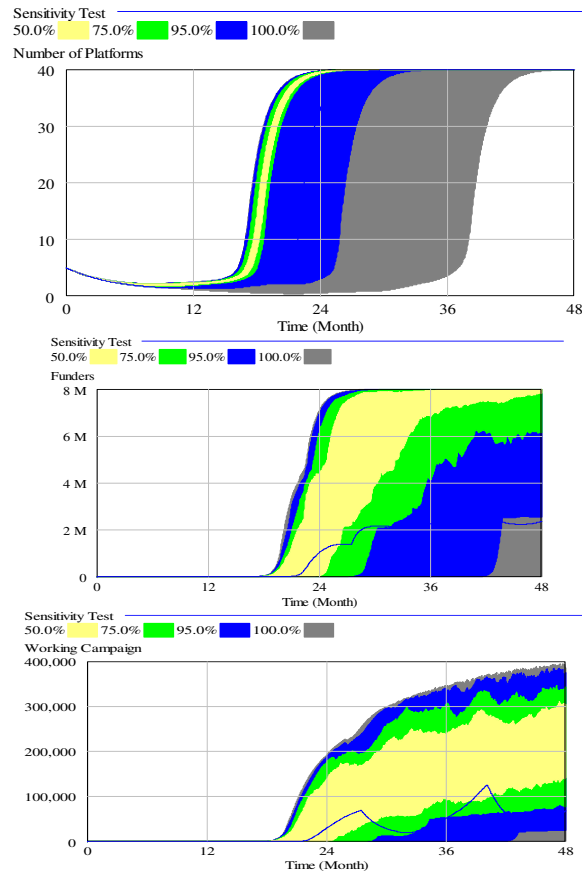 Sensitivity Test
50.0% 75.0% 95.0% 100.0%
Number of Platforms
40
30
20
10
0
0 12 24 36 48
Time (Month)
Sensitivity Test
50.0% 75.0% 95.0% 100.0%
Funders
8 M
6 M
4 M
2 M
0
0 12 24 36 48
Time (Month)
Sensitivity Test
50.0% 75.0% 95.0% 100.0%
Working Campaign
400,000
300,000
200,000
100,000
0
0 12 24 36 48
Time (Month)